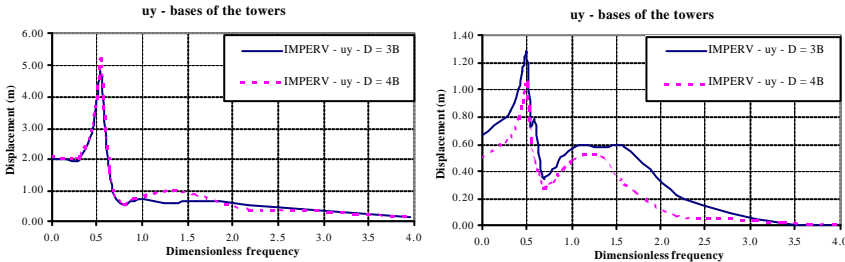 uy - bases of the towers
6.00
5.00
4.00
3.00
2.00
1.00
0.00
Displacement (m)
IMPERV - uy - D = 3B
IMPERV - uy - D = 4B
0.0 0.5 1.0 1.5 2.0 2.5 3.0 3.5 4.0
Dimensionless frequency
uy - bases of the towers
1.40
1.20
1.00
0.80
0.60
0.40
0.20
0.00
Displacement (m)
IMPERV - uy - D = 3B
IMPERV - uy - D = 4B
0.0 0.5 1.0 1.5 2.0 2.5 3.0 3.5 4.0
Dimensionless frequency